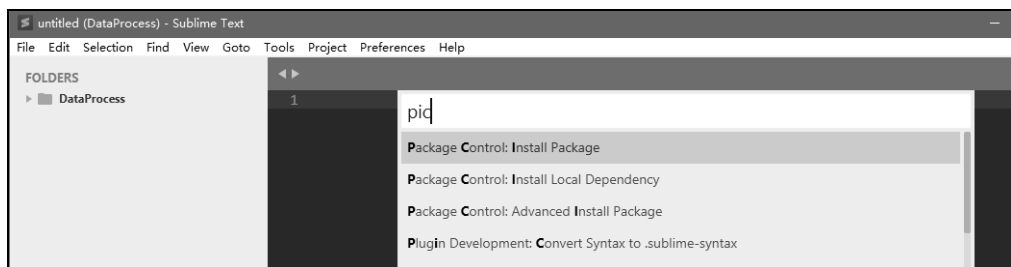 untitled (DataProcess) - Sublime Text
File Edit Selection Find View Goto Tools Project Preferences Help
FOLDERS
DataProcess
1
pic
Package Control: Install Package
Package Control: Install Local Dependency
Package Control: Advanced Install Package
Plugin Development: Convert Syntax to .sublime-syntax